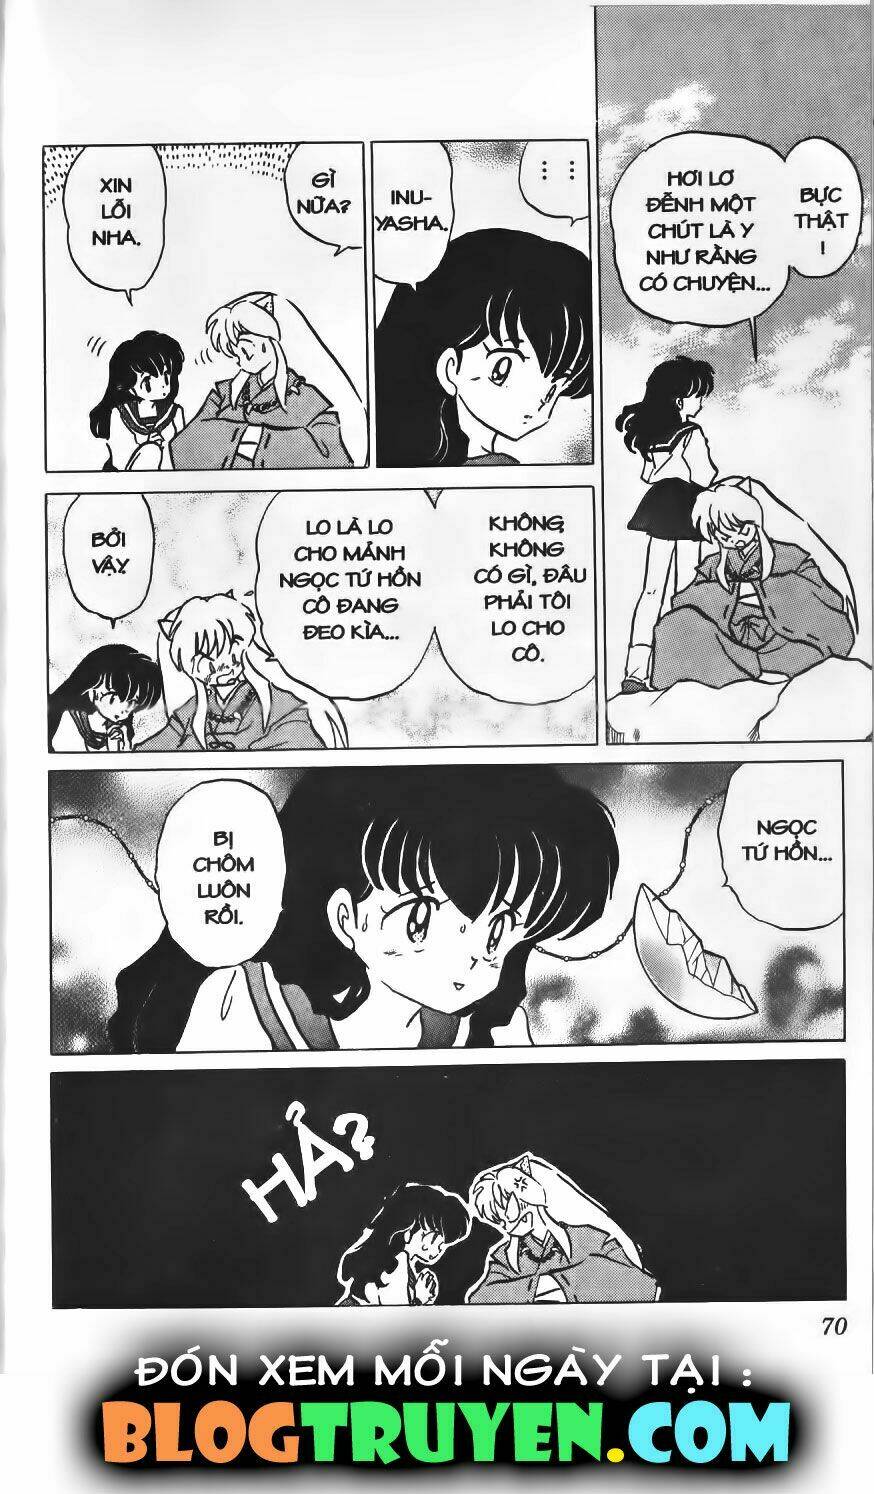 BỰC
THẬT
!
HƠI LƠ
ĐỄNH MỘT
CHÚT LÀ Y
NHƯ RẰNG
CÓ CHUYỆN...
...
INU-
YASHA.
GÌ
NỮA?
XIN
LỖI
NHA.
KHÔNG,
KHÔNG
CÓ GÌ, ĐÂU
PHẢI TÔI
LO CHO
CÔ.
LO LÀ LO
CHO MẢNH
NGỌC TỨ HỒN
CÔ ĐANG
ĐEO KÌA...
BỞI
VẬY.
NGỌC
TỨ HỒN...
BỊ
CHÔM
LUÔN
RỒI.
HẢ?
70
ĐÓN XEM MỖI NGÀY TẠI :
BLOGTRUYEN.COM